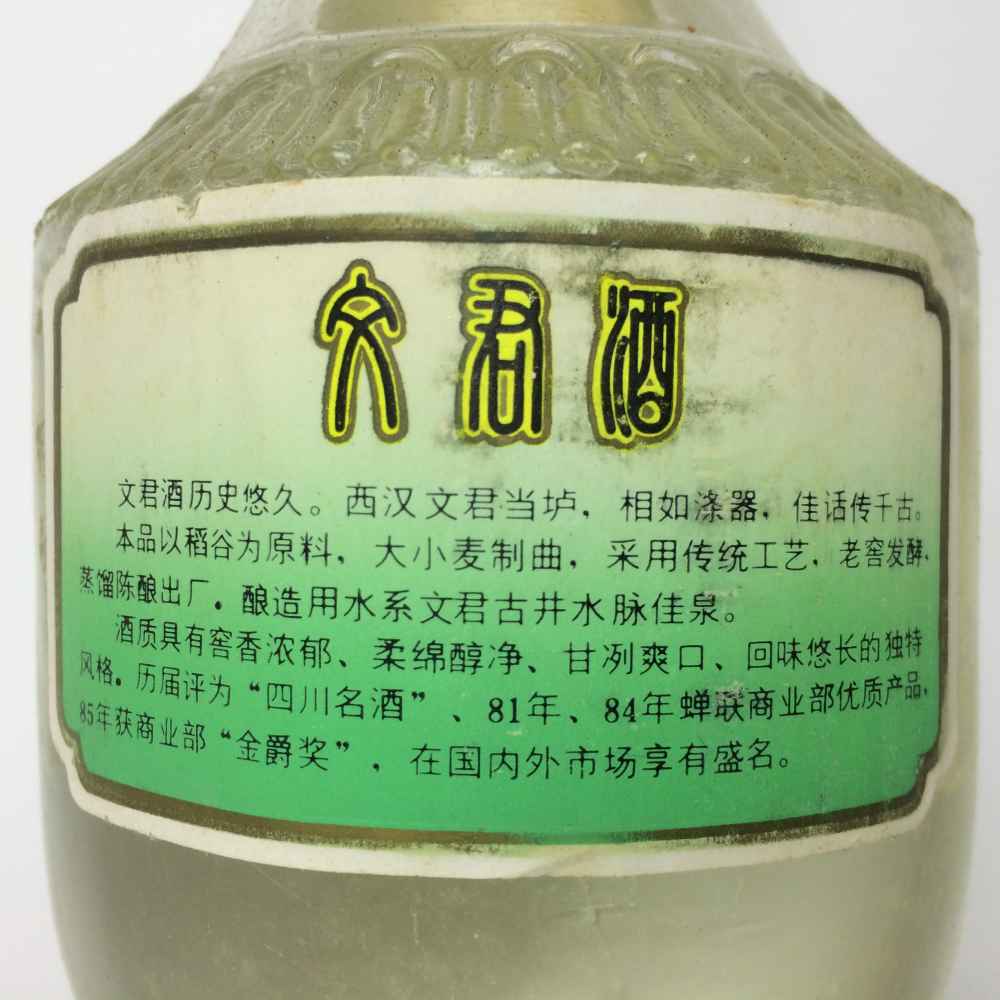 文君酒
文君酒历史悠久。西汉文君当垆，相如涤器，佳话传千古。
本品以稻谷为原料，大小麦制曲，采用传统工艺，老窖发酵、
蒸馏陈酿出厂。酿造用水系文君古井水脉佳泉。
酒质具有窖香浓郁、柔绵醇净、甘冽爽口、回味悠长的独特
风格。历届评为“四川名酒”、81年、84年蝉联商业部优质产品，
85年获商业部“金爵奖”，在国内外市场享有盛名。